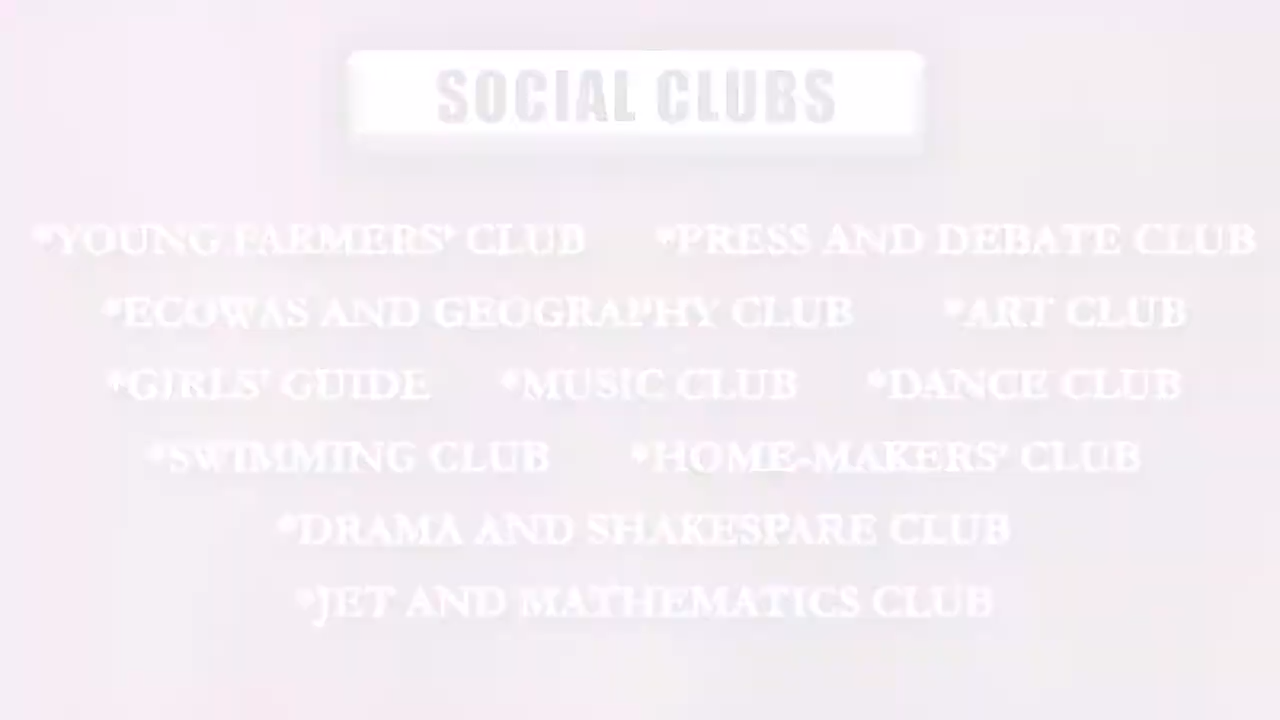 SOCIAL CLUBS
*YOUNG FARMERS' CLUB *PRESS AND DEBATE CLUB
*ECOWAS AND GEOGRAPHY CLUB *ART CLUB
*GIRLS' GUIDE *MUSIC CLUB *DANCE CLUB
*SWIMMING CLUB *HOME-MAKERS' CLUB
*DRAMA AND SHAKESPARE CLUB
*JET AND MATHEMATICS CLUB